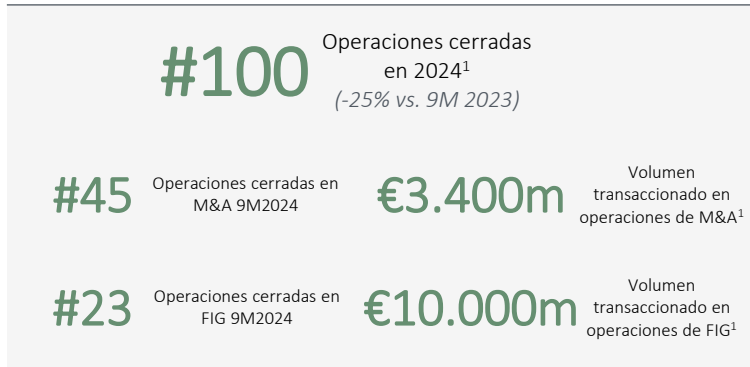 #100
Operaciones cerradas
en 2024¹
(-25% vs. 9M 2023)
#45
Operaciones cerradas en
M&A 9M2024
€3.400m
Volumen
transaccionado en
operaciones de M&A¹
#23
Operaciones cerradas en
FIG 9M2024
€10.000m
Volumen
transaccionado en
operaciones de FIG¹